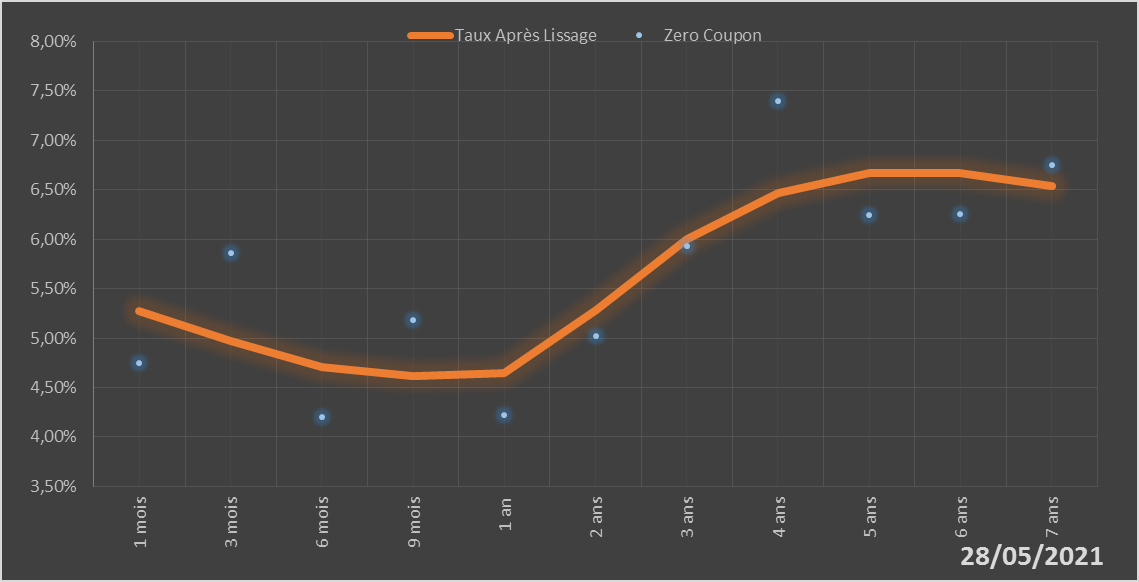 Taux Après Lissage
Zero Coupon
8,00%
7,50%
7,00%
6,50%
6,00%
5,50%
5,00%
4,50%
4,00%
3,50%
1 mois
3 mois
6 mois
9 mois
1 an
2 ans
3 ans
4 ans
5 ans
6 ans
7 ans
28/05/2021